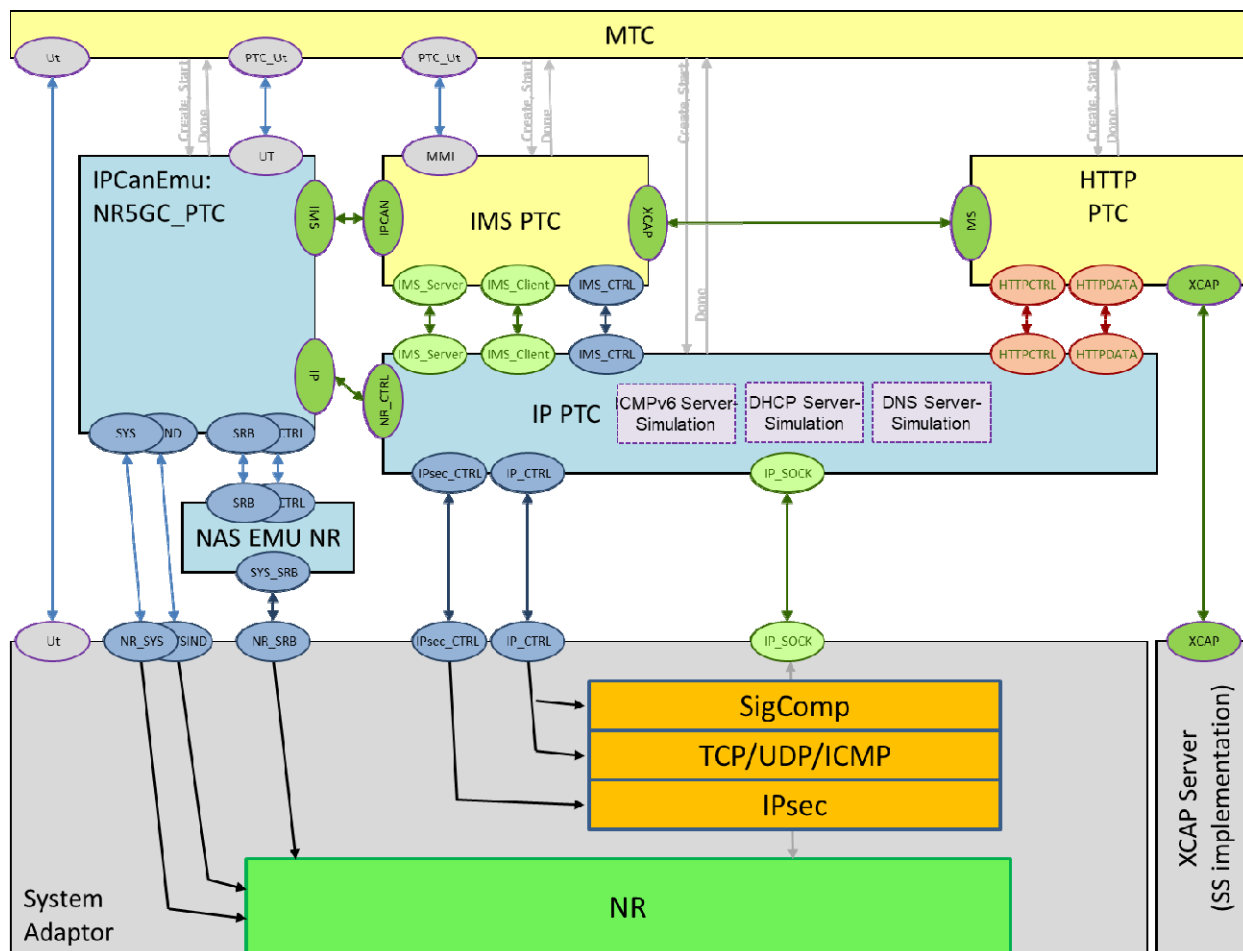 MTC
Ut
PTC_Ut
PTC_Ut
Create, Start
Done
Create, Start
Done
Create, Start
Done
Create, Start
Done
UT
MMI
IPCanEmu:
NR5GC_PTC
IMS
IPCAN
IMS PTC
XCAP
IMS
HTTP
PTC
IMS_Server
IMS_Client
IMS_CTRL
HTTPCTRL
HTTPDATA
XCAP
IMS_Server
IMS_Client
IMS_CTRL
HTTPCTRL
HTTPDATA
IP
NR_CTRL
IP PTC
ICMPv6 Server-
Simulation
DHCP Server-
Simulation
DNS Server-
Simulation
SYS
IND
SRB
CTRL
IPsec_CTRL
IP_CTRL
IP_SOCK
SRB
CTRL
NAS EMU NR
SYS_SRB
Ut
NR_SYS
YSIND
NR_SRB
IPsec_CTRL
IP_CTRL
IP_SOCK
XCAP
SigComp
TCP/UDP/ICMP
IPsec
XCAP Server
(SS implementation)
System
Adaptor
NR